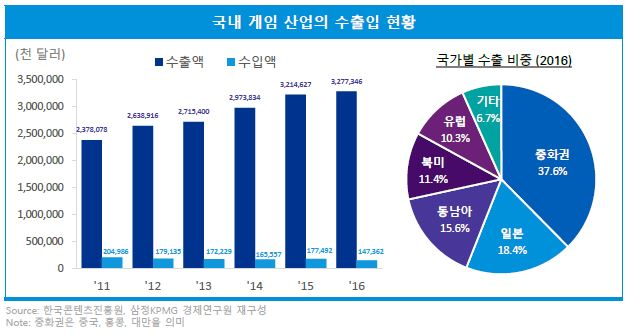 국내 게임 산업의 수출입 현황
(천 달러)
수출액 수입액
국가별 수출 비중 (2016)
3,500,000
3,000,000
2,500,000
2,000,000
1,500,000
1,000,000
500,000
0
2,378,078
2,638,916
2,715,400
2,973,834
3,214,627
3,277,346
204,986
179,135
172,229
165,557
177,492
147,362
'11 '12 '13 '14 '15 '16
중화권
37.6%
일본
18.4%
동남아
15.6%
북미
11.4%
유럽
10.3%
기타
6.7%
Source: 한국콘텐츠진흥원, 삼정KPMG 경제연구원 재구성
Note: 중화권은 중국, 홍콩, 대만을 의미